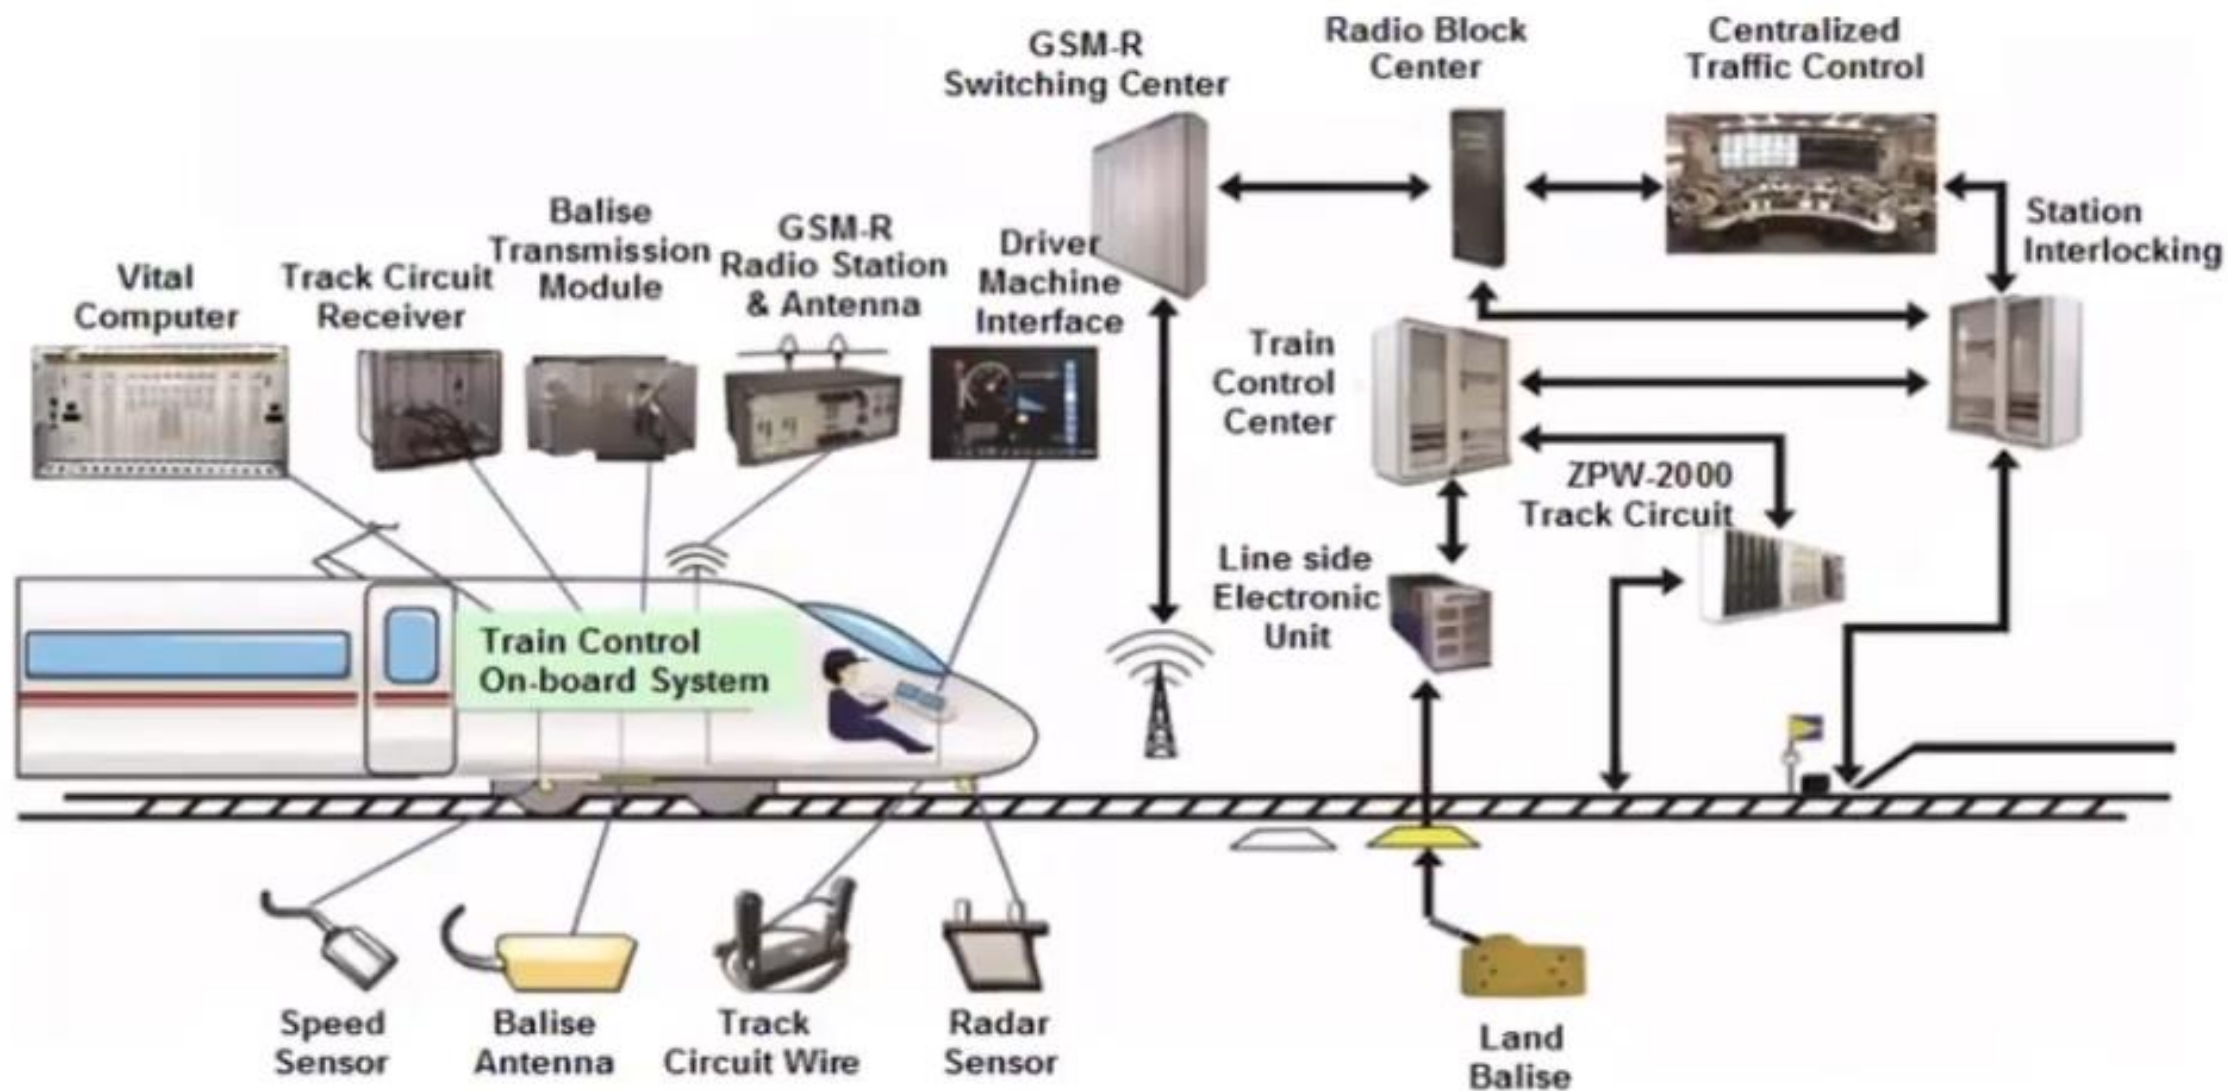 GSM-R
Switching Center
Radio Block
Center
Centralized
Traffic Control
Station
Interlocking
Vital
Computer
Track Circuit
Receiver
Balise
Transmission
Module
GSM-R
Radio Station
& Antenna
Driver
Machine
Interface
Train
Control
Center
ZPW-2000
Track Circuit
Line side
Electronic
Unit
Train Control
On-board System
Speed
Sensor
Balise
Antenna
Track
Circuit Wire
Radar
Sensor
Land
Balise